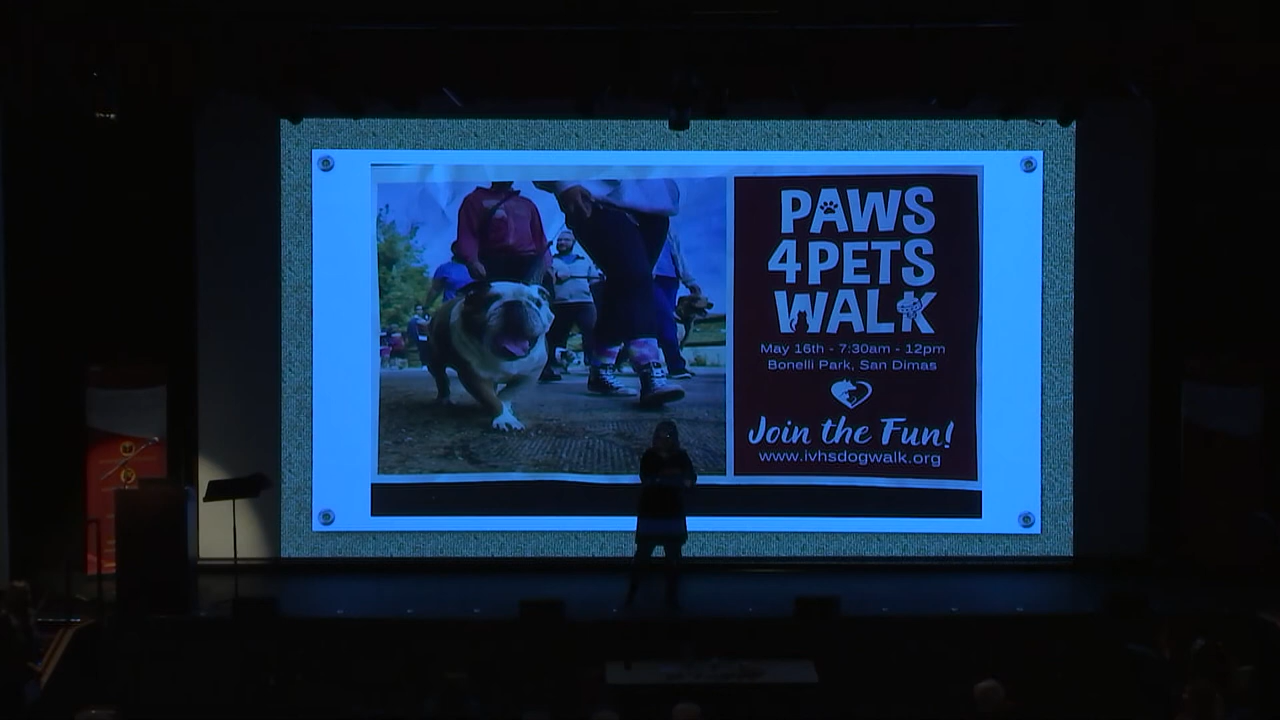 PAWS
4PETS
WALK
May 16th - 7:30am - 12pm
Bonelli Park, San Dimas
Join the Fun!
www.ivhsdogwalk.org